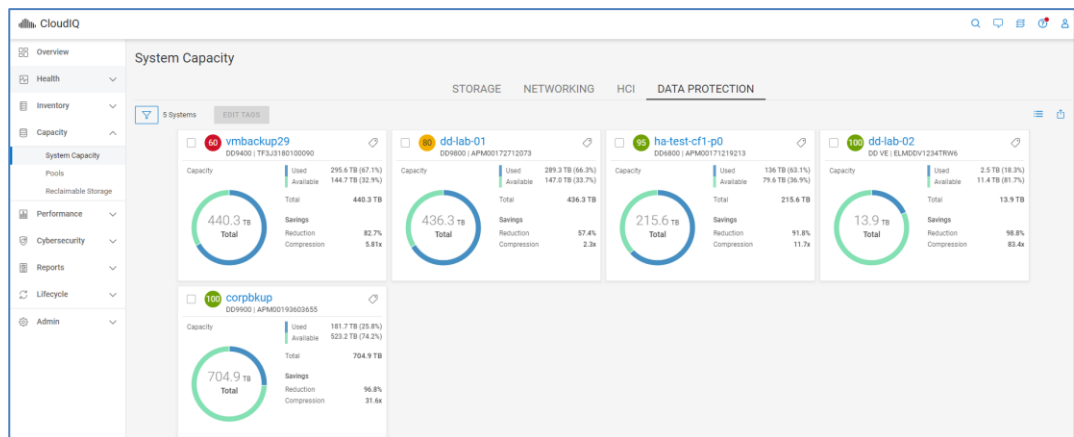 CloudIQ
Overview
Health
Inventory
Capacity
System Capacity
Pools
Reclaimable Storage
Performance
Cybersecurity
Reports
Lifecycle
Admin
System Capacity
STORAGE NETWORKING HCI DATA PROTECTION
5 Systems EDIT TAGS
60 vmbackup29
DD9400 | TF3J3180100090
Capacity Used 295.6 TB (67.1%)
Available 144.7 TB (32.9%)
Total 440.3 TB
440.3 TB
Total
Savings
Reduction 82.7%
Compression 5.81x
80 dd-lab-01
DD9800 | APM00172712073
Capacity Used 289.3 TB (66.3%)
Available 147.0 TB (33.7%)
Total 436.3 TB
436.3 TB
Total
Savings
Reduction 57.4%
Compression 2.3x
95 ha-test-cf1-p0
DD6800 | APM00171219213
Capacity Used 136 TB (63.1%)
Available 79.6 TB (36.9%)
Total 215.6 TB
215.6 TB
Total
Savings
Reduction 91.8%
Compression 11.7x
100 dd-lab-02
DD VE | ELMDDV1234TRW6
Capacity Used 2.5 TB (18.3%)
Available 11.4 TB (81.7%)
Total 13.9 TB
13.9 TB
Total
Savings
Reduction 98.8%
Compression 83.4x
100 corpbkup
DD9900 | APM00193603655
Capacity Used 181.7 TB (25.8%)
Available 523.2 TB (74.2%)
Total 704.9 TB
704.9 TB
Total
Savings
Reduction 96.8%
Compression 31.6x